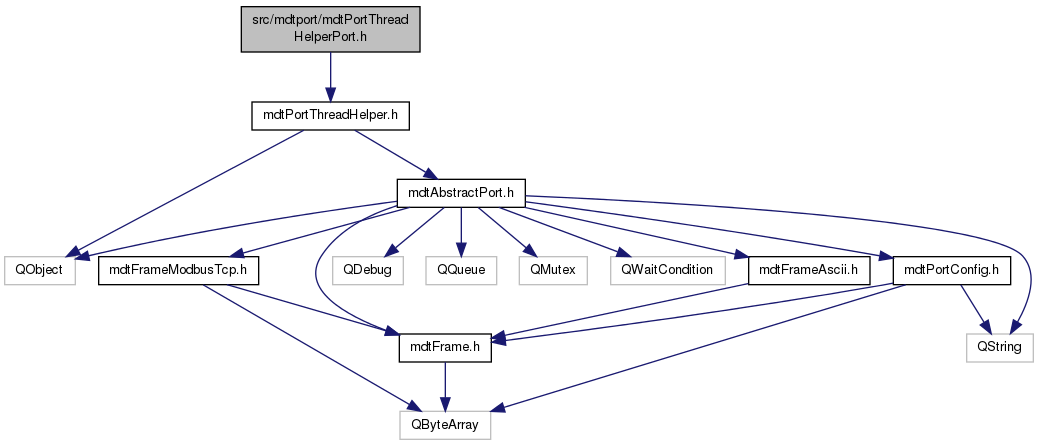 src/mdtport/mdtPortThread
HelperPort.h
mdtPortThreadHelper.h
mdtAbstractPort.h
QObject
mdtFrameModbusTcp.h
QDebug
QQueue
QMutex
QWaitCondition
mdtFrameAscii.h
mdtPortConfig.h
mdtFrame.h
QString
QByteArray